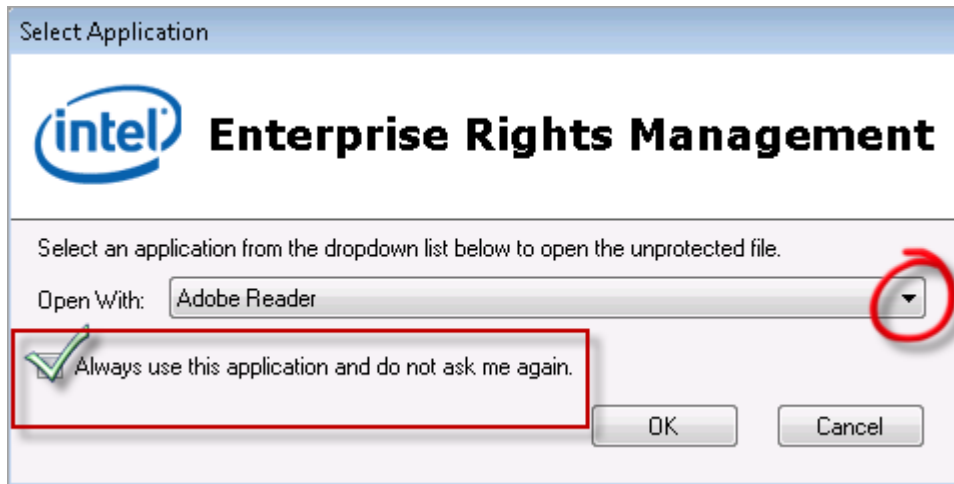 Select Application
intel Enterprise Rights Management
Select an application from the dropdown list below to open the unprotected file.
Open With: Adobe Reader
Always use this application and do not ask me again.
OK Cancel